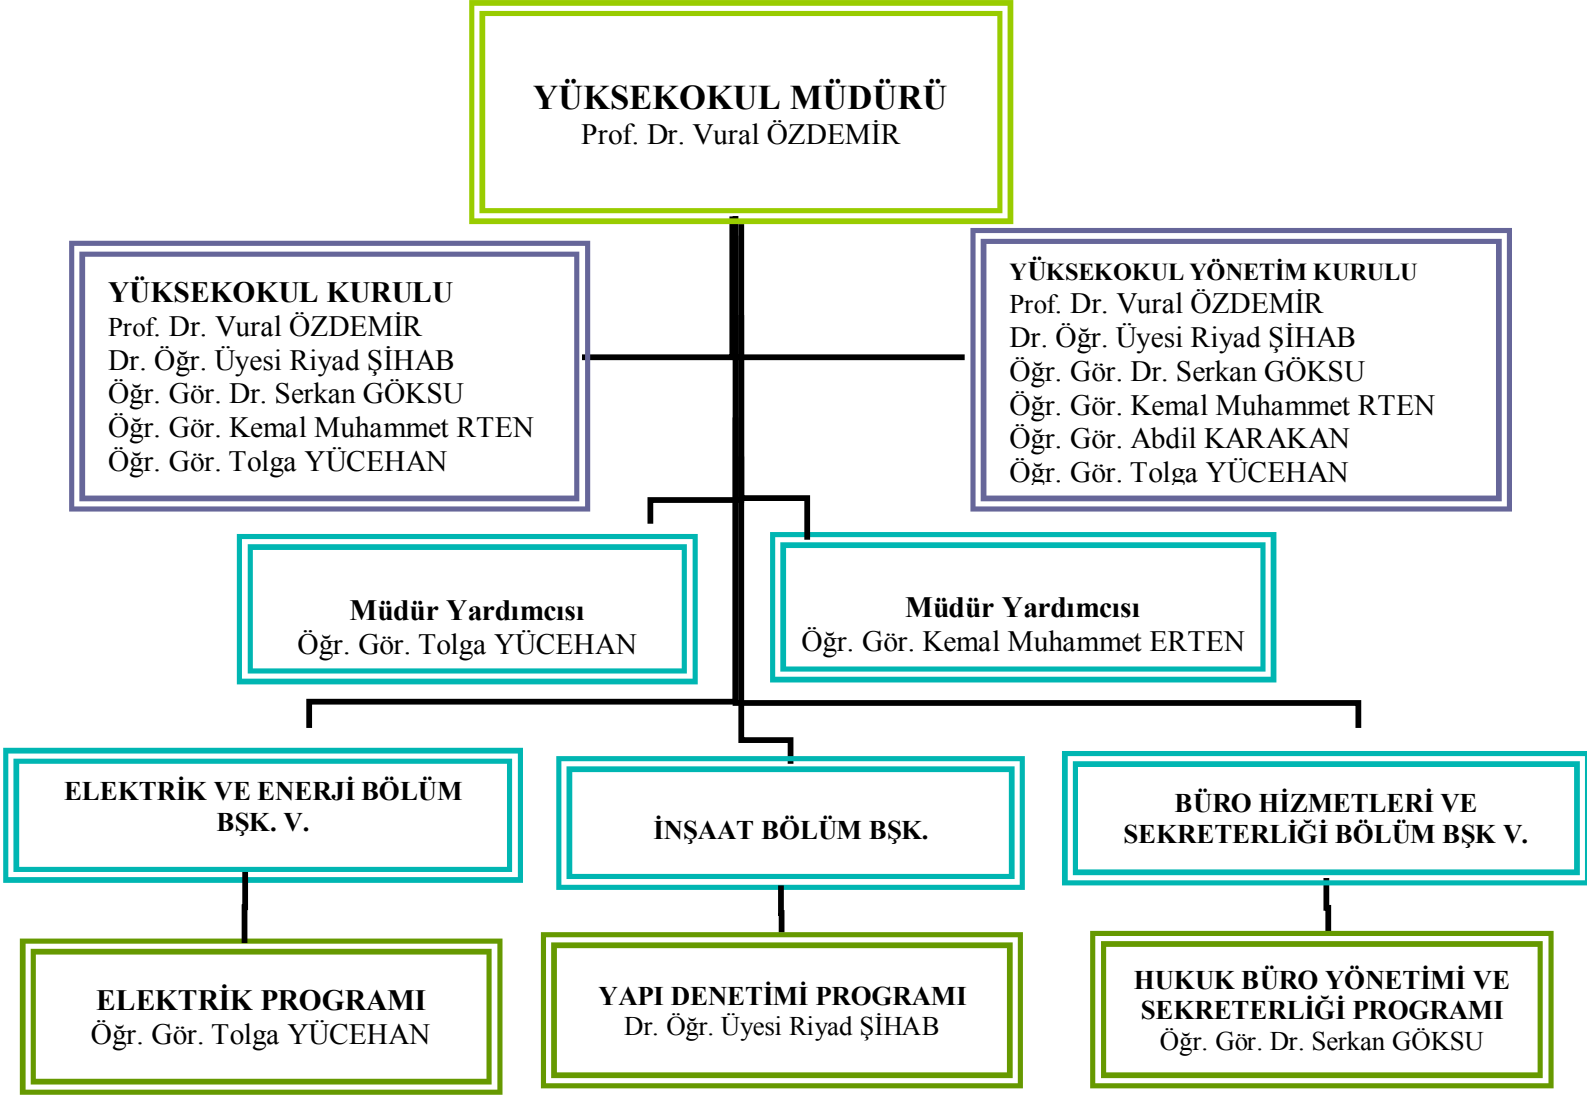 YÜKSEKOKUL MÜDÜRÜ
Prof. Dr. Vural ÖZDEMİR
YÜKSEKOKUL KURULU
Prof. Dr. Vural ÖZDEMİR
Dr. Öğr. Üyesi Riyad ŞİHAB
Öğr. Gör. Dr. Serkan GÖKSU
Öğr. Gör. Kemal Muhammet RTEN
Öğr. Gör. Tolga YÜCEHAN
YÜKSEKOKUL YÖNETİM KURULU
Prof. Dr. Vural ÖZDEMİR
Dr. Öğr. Üyesi Riyad ŞİHAB
Öğr. Gör. Dr. Serkan GÖKSU
Öğr. Gör. Kemal Muhammet RTEN
Öğr. Gör. Abdil KARAKAN
Öğr. Gör. Tolga YÜCEHAN
Müdür Yardımcısı
Öğr. Gör. Tolga YÜCEHAN
Müdür Yardımcısı
Öğr. Gör. Kemal Muhammet ERTEN
ELEKTRİK VE ENERJİ BÖLÜM
BŞK. V.
İNŞAAT BÖLÜM BŞK.
BÜRO HİZMETLERİ VE
SEKRETERLİĞİ BÖLÜM BŞK V.
ELEKTRİK PROGRAMI
Öğr. Gör. Tolga YÜCEHAN
YAPI DENETİMİ PROGRAMI
Dr. Öğr. Üyesi Riyad ŞİHAB
HUKUK BÜRO YÖNETİMİ VE
SEKRETERLİĞİ PROGRAMI
Öğr. Gör. Dr. Serkan GÖKSU